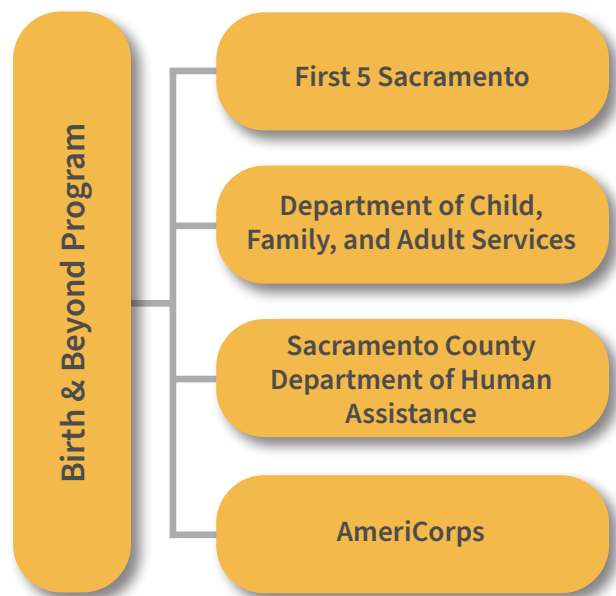 Birth & Beyond Program
First 5 Sacramento
Department of Child,
Family, and Adult Services
Sacramento County
Department of Human
Assistance
AmeriCorps